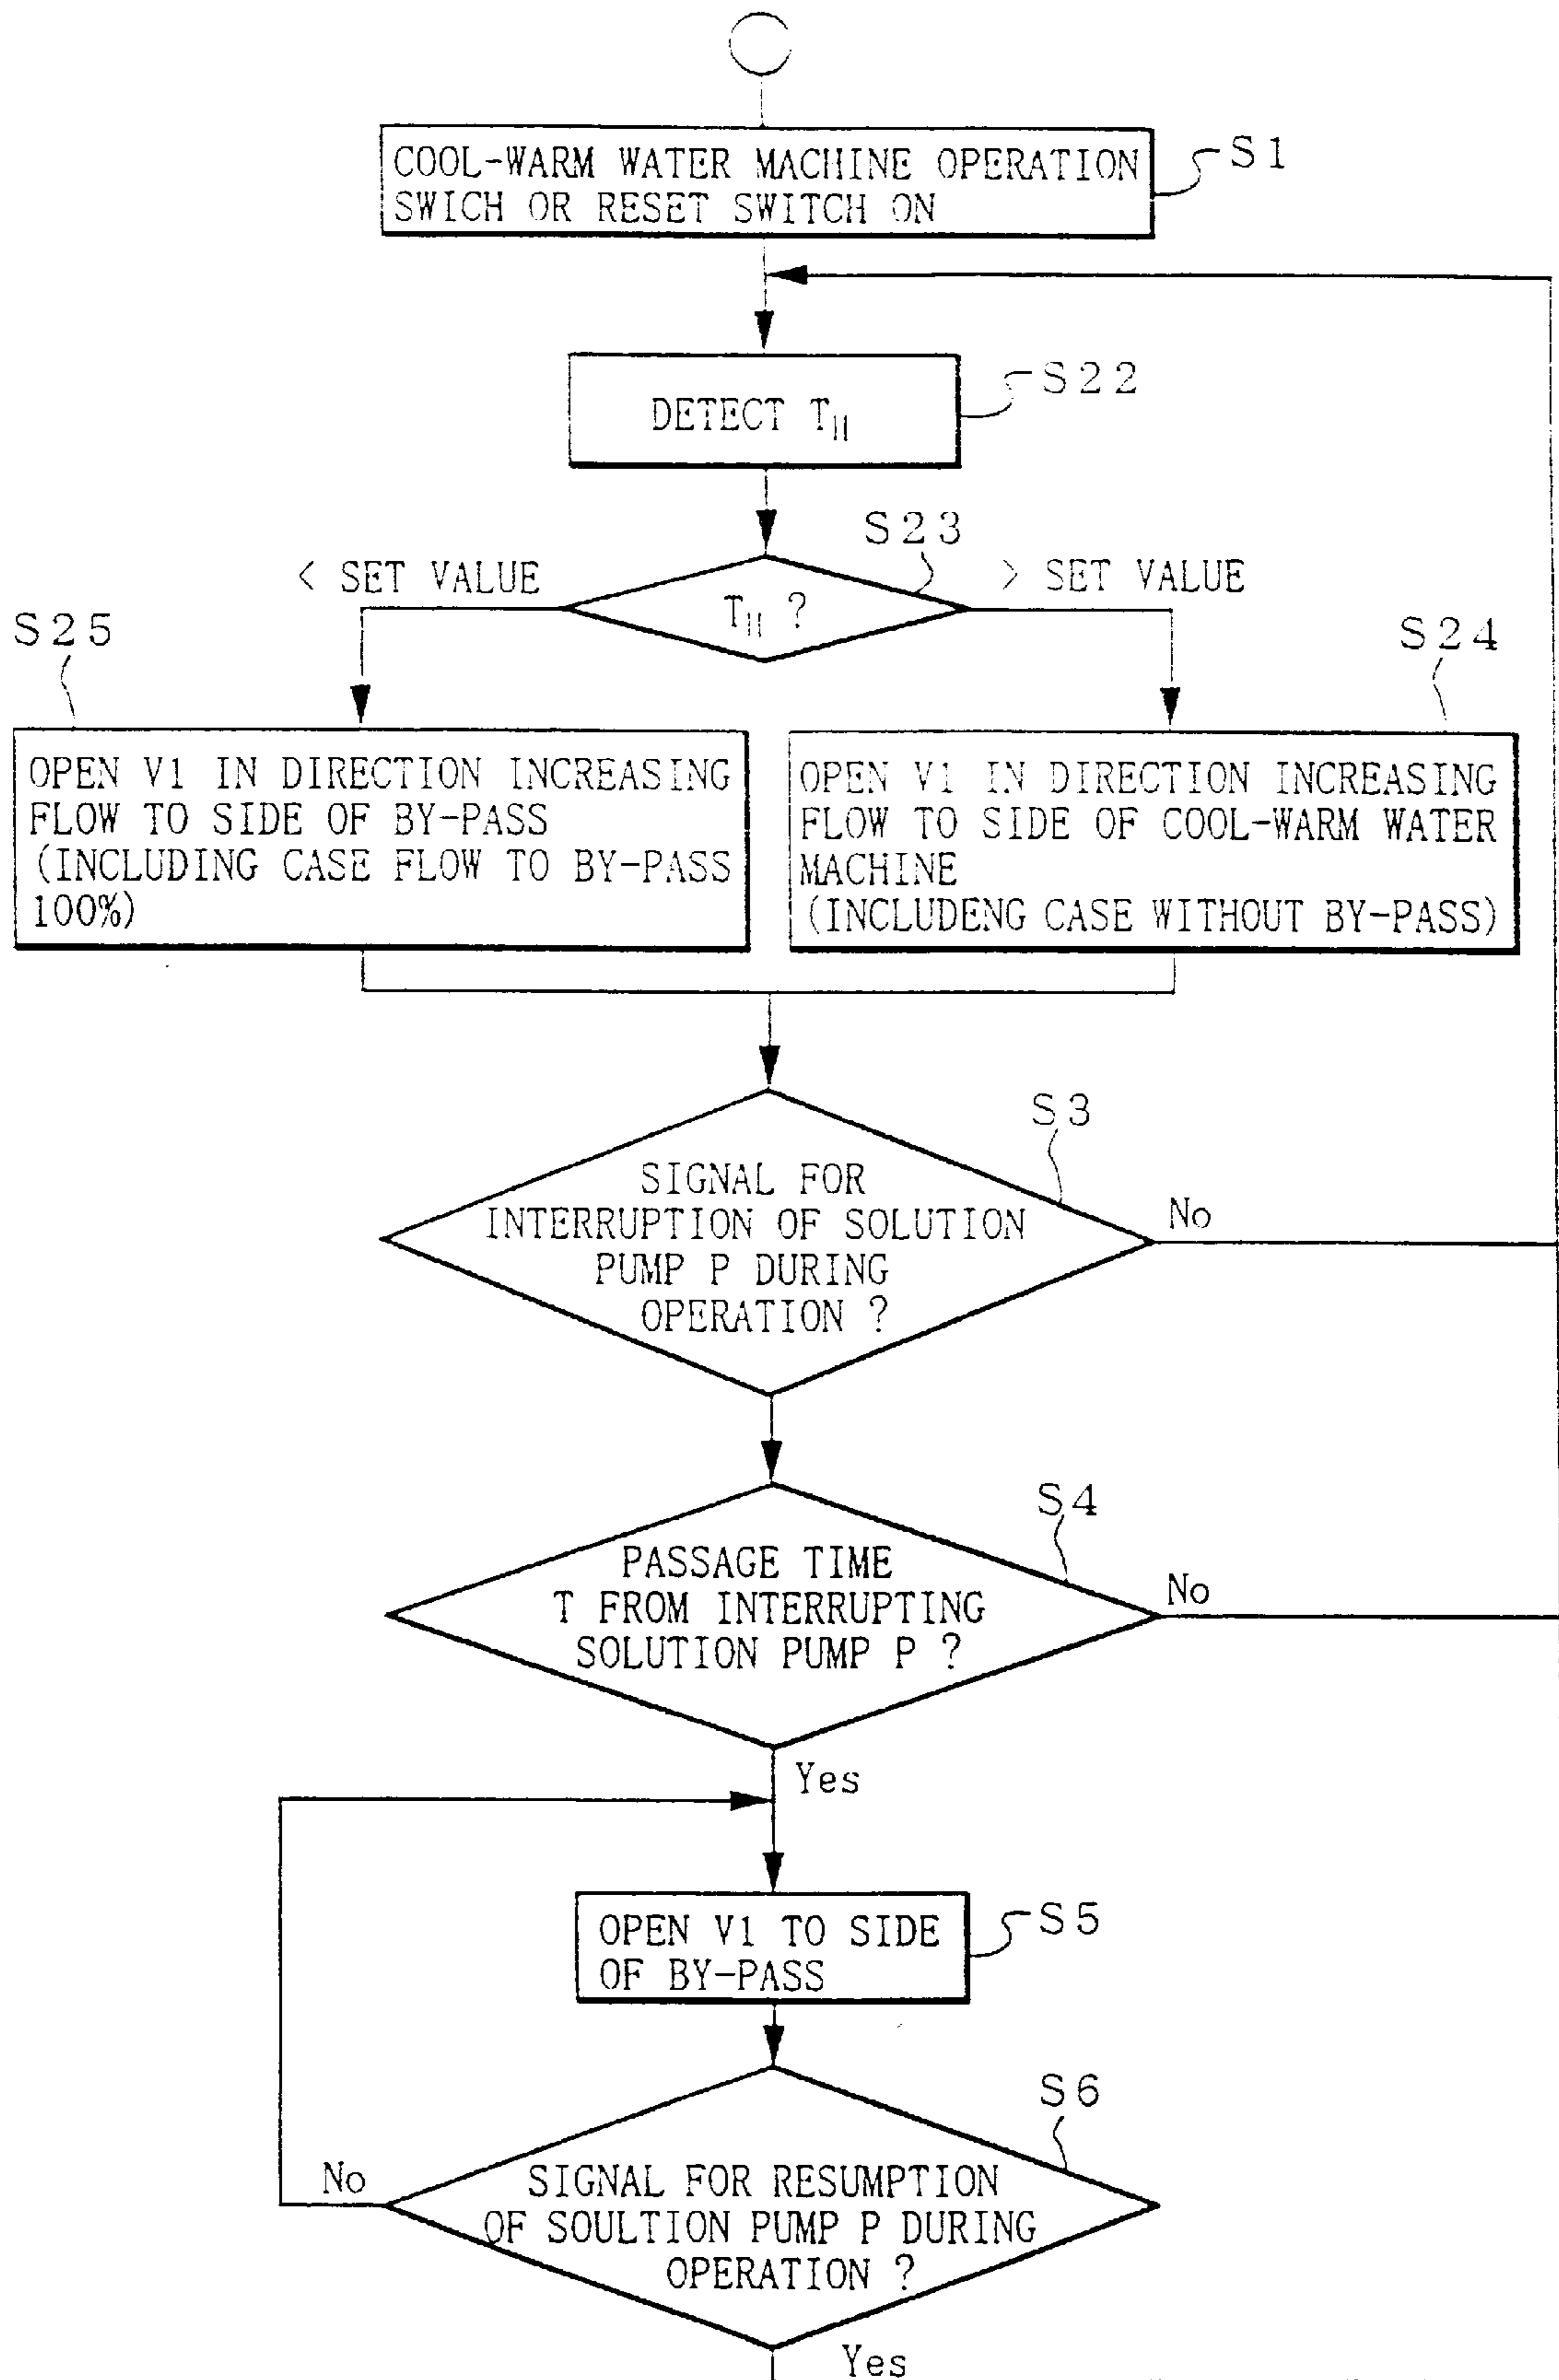 COOL-WARM WATER MACHINE OPERATION
SWICH OR RESET SWITCH ON
S1
DETECT TH
S22
S23
< SET VALUE
TH ?
> SET VALUE
S25
S24
OPEN V1 IN DIRECTION INCREASING
FLOW TO SIDE OF BY-PASS
(INCLUDING CASE FLOW TO BY-PASS
100%)
OPEN V1 IN DIRECTION INCREASING
FLOW TO SIDE OF COOL-WARM WATER
MACHINE
(INCLUDENG CASE WITHOUT BY-PASS)
S3
SIGNAL FOR
INTERRUPTION OF SOLUTION
PUMP P DURING
OPERATION ?
No
S4
PASSAGE TIME
T FROM INTERRUPTING
SOLUTION PUMP P ?
No
Yes
OPEN V1 TO SIDE
OF BY-PASS
S5
S6
No
SIGNAL FOR RESUMPTION
OF SOULTION PUMP P DURING
OPERATION ?
Yes